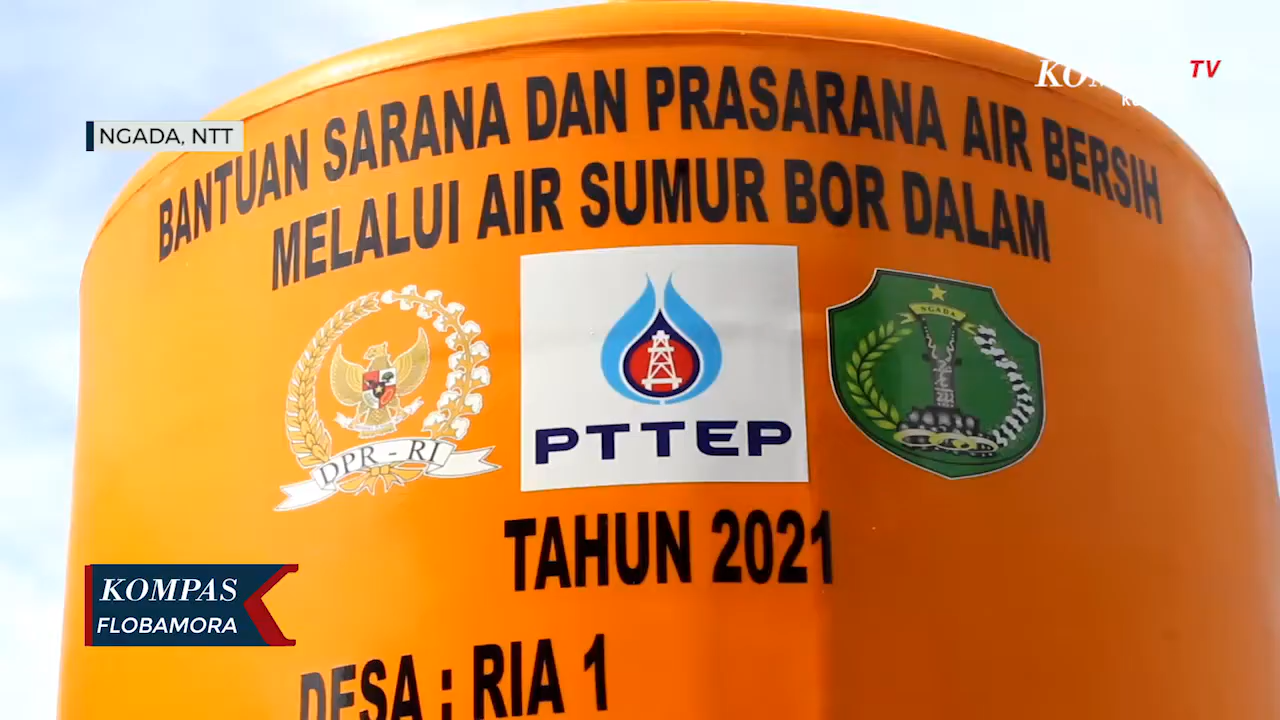 KOMPAS TV
NGADA, NTT
BANTUAN SARANA DAN PRASARANA AIR BERSIH
MELALUI AIR SUMUR BOR DALAM
DPR - RI
PTTEP
NGADA
TAHUN 2021
DESA : RIA 1
KOMPAS
FLOBAMORA